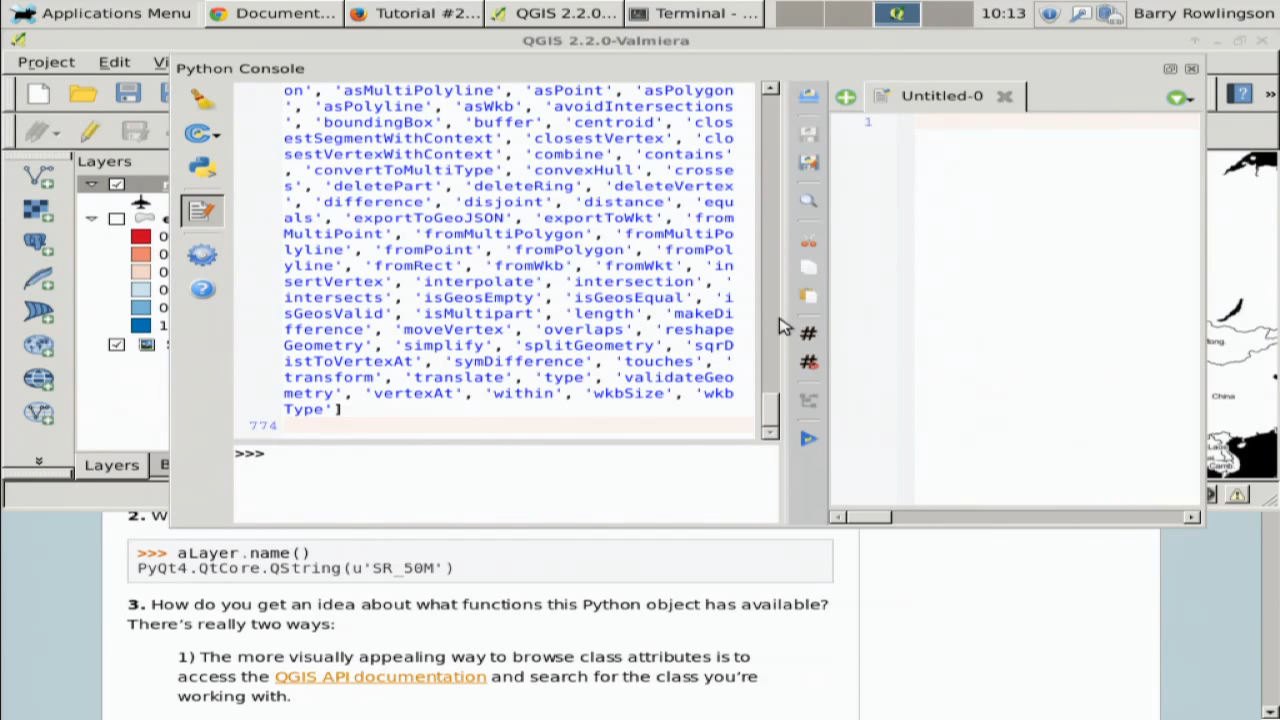 Applications Menu
Document...
Tutorial #2...
QGIS 2.2.0...
Terminal - ...
10:13
Barry Rowlingson
QGIS 2.2.0-Valmiera
Project Edit Vi
Python Console
Untitled-0
1
on', 'asMultiPolyline', 'asPoint', 'asPolygon
', 'asPolyline', 'asWkb', 'avoidIntersections
', 'boundingBox', 'buffer', 'centroid', 'clos
estSegmentWithContext', 'closestVertex', 'clo
sestVertexWithContext', 'combine', 'contains'
, 'convertToMultiType', 'convexHull', 'crosse
s', 'deletePart', 'deleteRing', 'deleteVertex
', 'difference', 'disjoint', 'distance', 'equ
als', 'exportToGeoJSON', 'exportToWkt', 'from
MultiPoint', 'fromMultiPolygon', 'fromMultiPo
lyline', 'fromPoint', 'fromPolygon', 'fromPol
yline', 'fromRect', 'fromWkb', 'fromWkt', 'in
sertVertex', 'interpolate', 'intersection', '
intersects', 'isGeosEmpty', 'isGeosEqual', 'i
sGeosValid', 'isMultipart', 'length', 'makeDi
fference', 'moveVertex', 'overlaps', 'reshape
Geometry', 'simplify', 'splitGeometry', 'sqrD
istToVertexAt', 'symDifference', 'touches', '
transform', 'translate', 'type', 'validateGeo
metry', 'vertexAt', 'within', 'wkbSize', 'wkb
Type']
774
>>>
Layers
0
0
0
0
0
1
Layers
China
2. W
>>> aLayer.name()
PyQt4.QtCore.QString(u'SR_50M')
3. How do you get an idea about what functions this Python object has available?
There's really two ways:
1) The more visually appealing way to browse class attributes is to
access the QGIS API documentation and search for the class you're
working with.